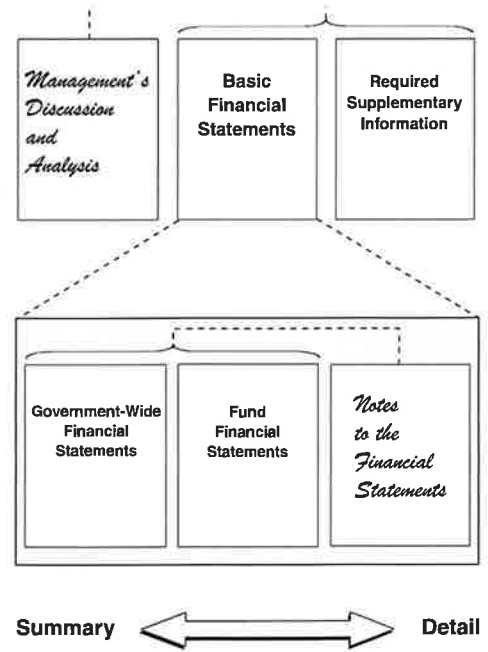 Management's
Discussion
and
Analysis
Basic
Financial
Statements
Required
Supplementary
Information
Government-Wide
Financial
Statements
Fund
Financial
Statements
Notes
to the
Financial
Statements
Summary
Detail